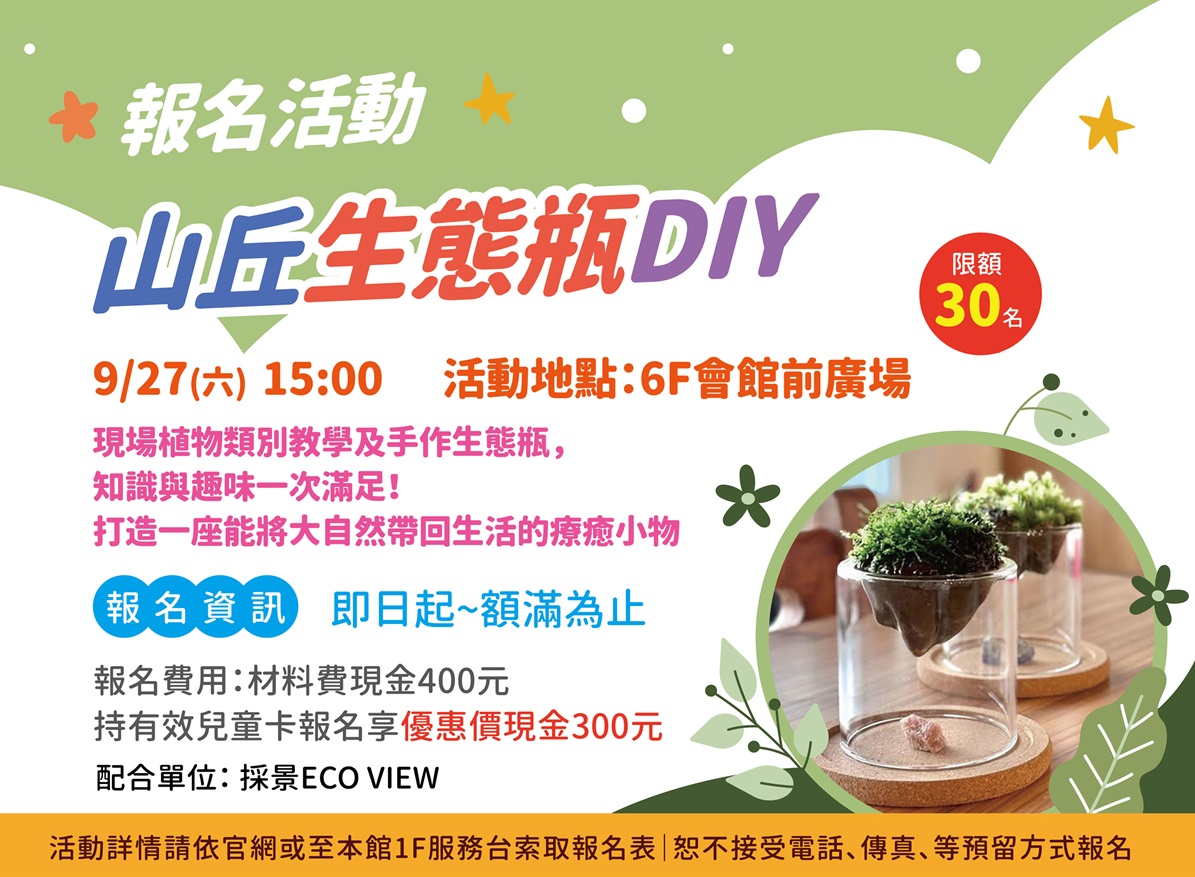 報名活動
山丘生態瓶DIY
限額
30名
9/27(六) 15:00 活動地點:6F會館前廣場
現場植物類別教學及手作生態瓶,
知識與趣味一次滿足!
打造一座能將大自然帶回生活的療癒小物
報名資訊 即日起~額滿為止
報名費用:材料費現金400元
持有效兒童卡報名享優惠價現金300元
配合單位: 採景ECO VIEW
活動詳情請依官網或至本館1F服務台索取報名表|恕不接受電話、傳真、等預留方式報名